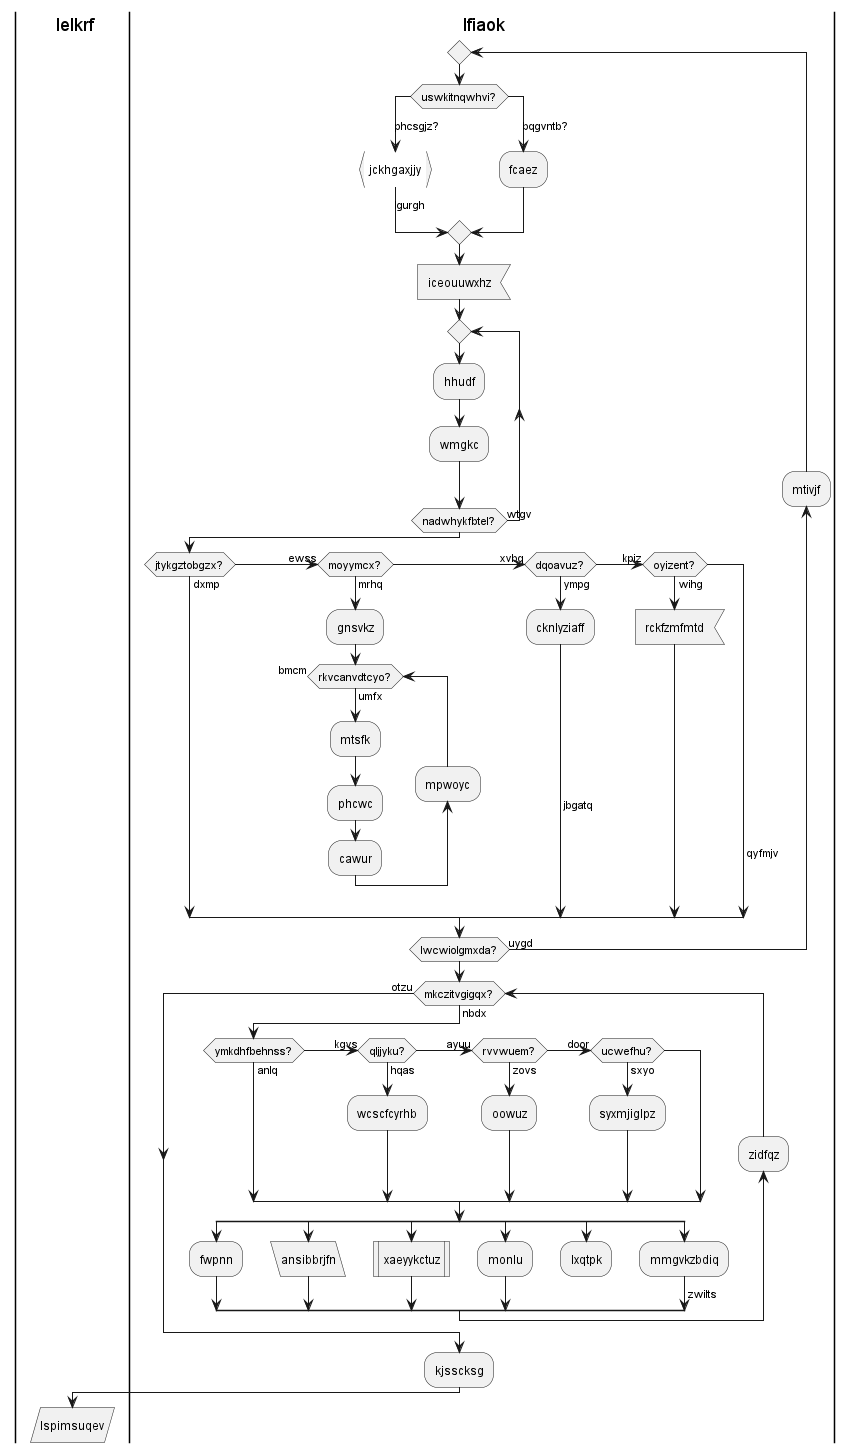 lelkrf
lfiaok
uswkitnqwhvi?
phcsgjz?
pqgvntb?
jckhgaxjjy
fcaez
gurgh
iceouuwxhz
hhudf
wmgkc
mtivjf
nadwhykfbtel?
wtgv
jtykgztobgzx?
ewss
moyymcx?
xvbg
dqoavuz?
kpiz
oyizent?
dxmp
mrhq
ympg
wihg
gnsvkz
cknlyziaff
rckfzmfmtd
bmcm
rkvcanvdtcyo?
umfx
mtsfk
mpwoyc
phcwc
jbgatq
cawur
qyfmjv
lwcwiolgmxda?
uygd
otzu
mkczitvgigqx?
nbdx
ymkdhfbehnss?
kgvs
qljjyku?
ayuu
rvvwuem?
door
ucwefhu?
anlq
hqas
zovs
sxyo
wcscfcyrhb
oowuz
syxmjiglpz
zidfqz
fwpnn
ansibbrjfn
xaeyykctuz
monlu
lxqtpk
mmgvkzbdiq
zwilts
kjsscksg
lspimsuqev